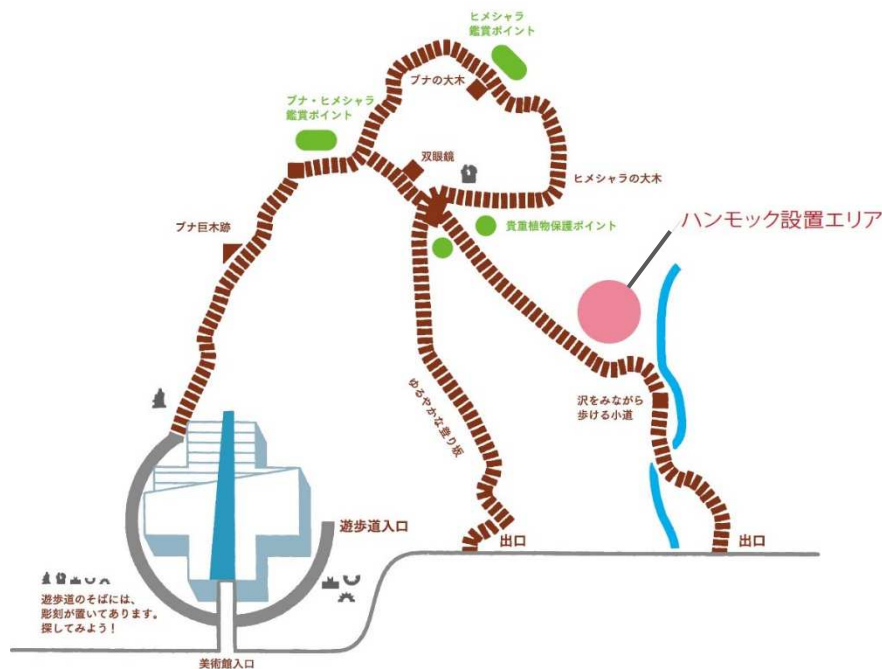 ヒメシャラ
鑑賞ポイント
ブナの大木
ブナ・ヒメシャラ
鑑賞ポイント
双眼鏡
ヒメシャラの大木
貴重植物保護ポイント
ハンモック設置エリア
ブナ巨木跡
ゆるやかな登り坂
沢をみながら
歩ける小道
遊歩道入口
出口
出口
遊歩道のそばには、
彫刻が置いてあります。
探してみよう！
美術館入口